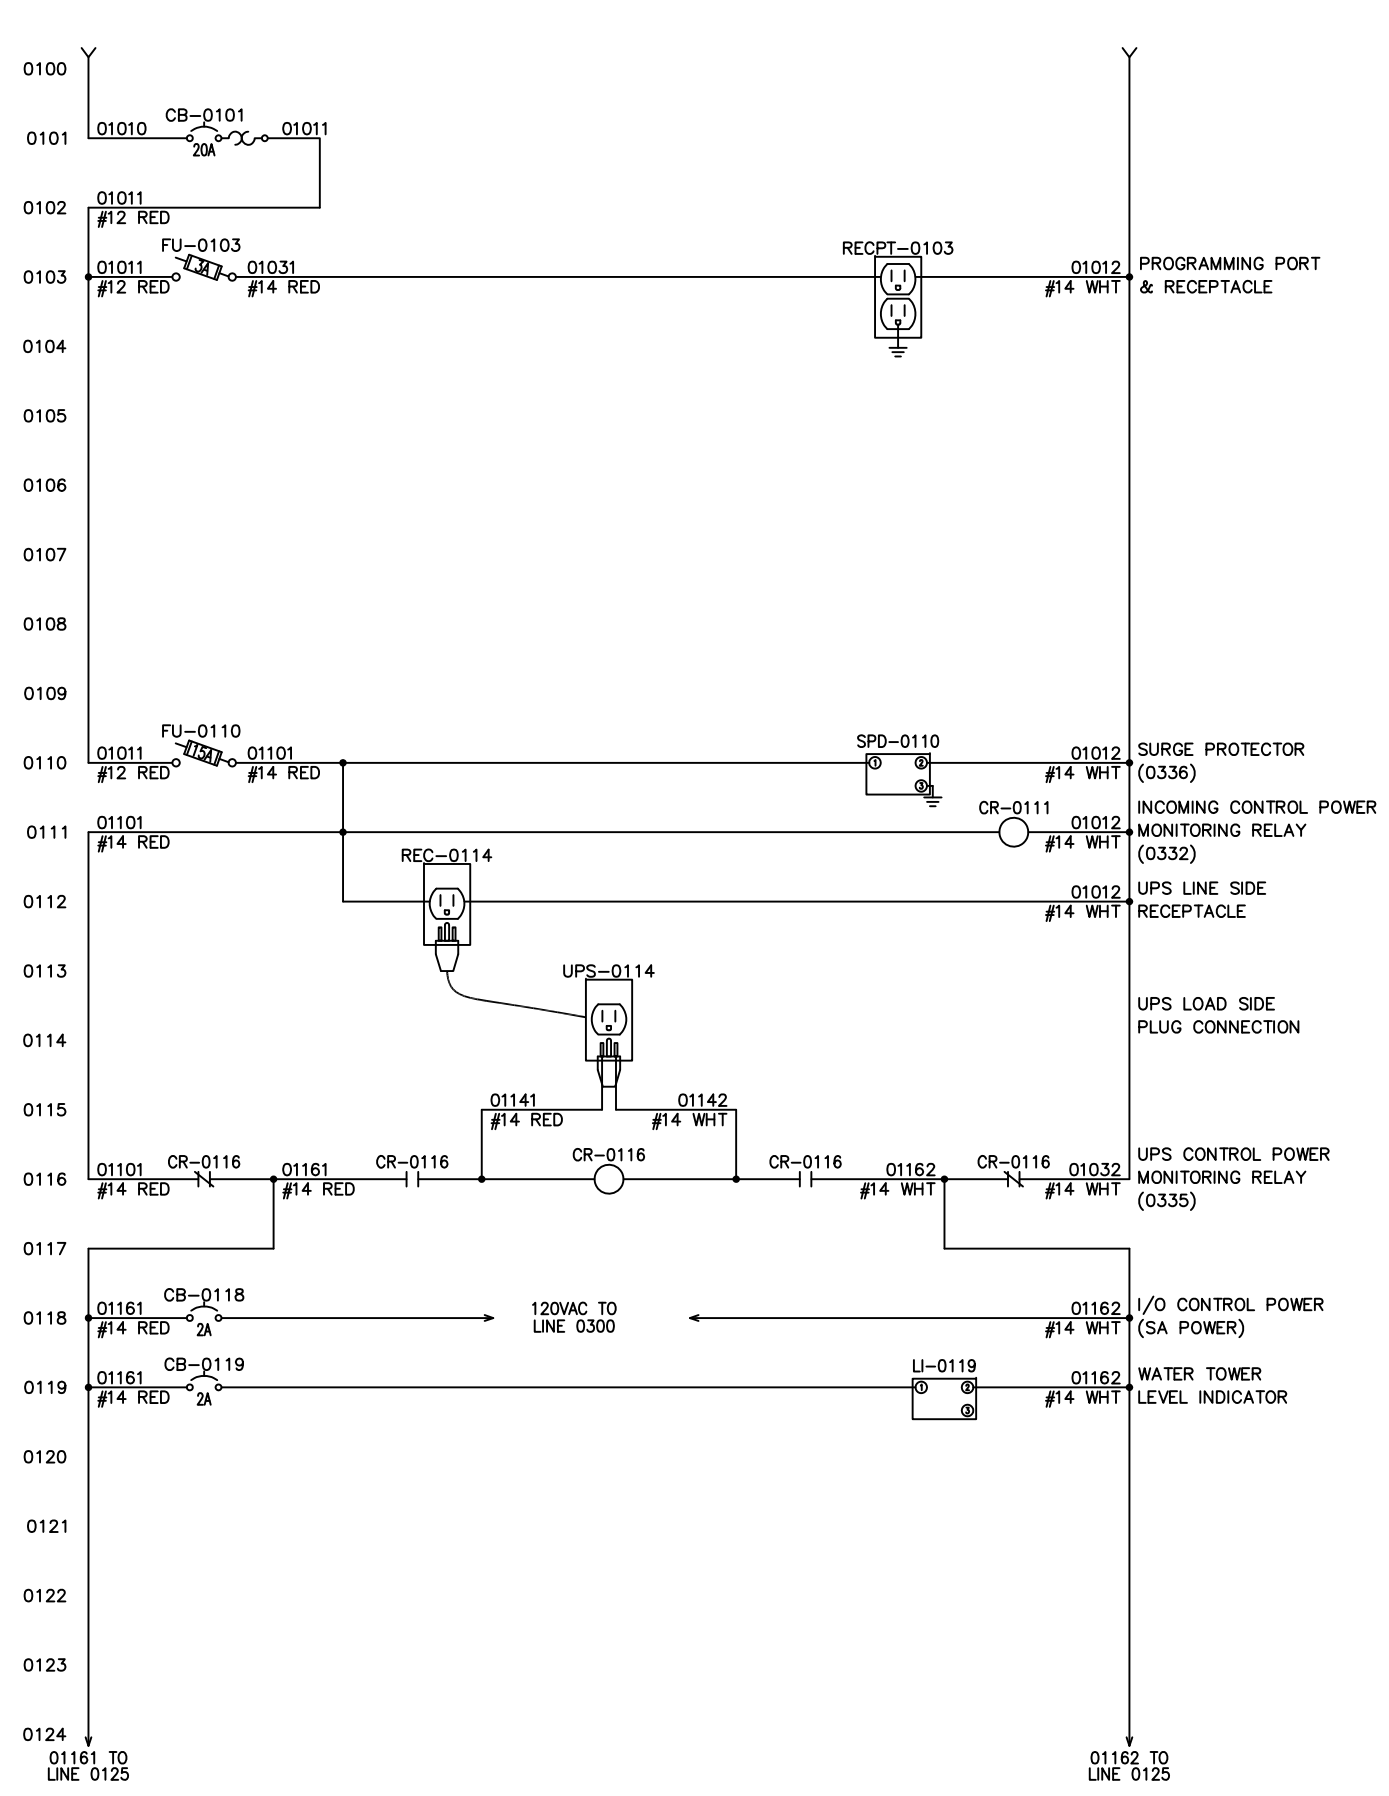 0100
CB-0101
0101 01010 01011
20A
01011
0102 #12 RED
FU-0103 RECPT-0103
3A
0103 01011 01031 01012 PROGRAMMING PORT
#12 RED #14 RED #14 WHT & RECEPTACLE
0104
0105
0106
0107
0108
0109
FU-0110 SPD-0110
15A
01011 01101 01012 SURGE PROTECTOR
0110 1 2
#12 RED #14 RED #14 WHT (0336)
3
CR-0111 INCOMING CONTROL POWER
0111 01101 01012 MONITORING RELAY
#14 RED #14 WHT (0332)
REC-0114
0112 01012 UPS LINE SIDE
#14 WHT RECEPTACLE
0113 UPS-0114
UPS LOAD SIDE
PLUG CONNECTION
0114
0115 01141 01142
#14 RED #14 WHT
CR-0116 CR-0116 CR-0116 CR-0116 CR-0116 UPS CONTROL POWER
0116 01101 01161 01162 01032 MONITORING RELAY
#14 RED #14 RED #14 WHT #14 WHT (0335)
0117
CB-0118
0118 01161 120VAC TO 01162 I/O CONTROL POWER
#14 RED 2A LINE 0300 #14 WHT (SA POWER)
CB-0119 LI-0119
0119 01161 1 2 01162 WATER TOWER
#14 RED 2A #14 WHT LEVEL INDICATOR
3
0120
0121
0122
0123
0124
01161 TO 01162 TO
LINE 0125 LINE 0125